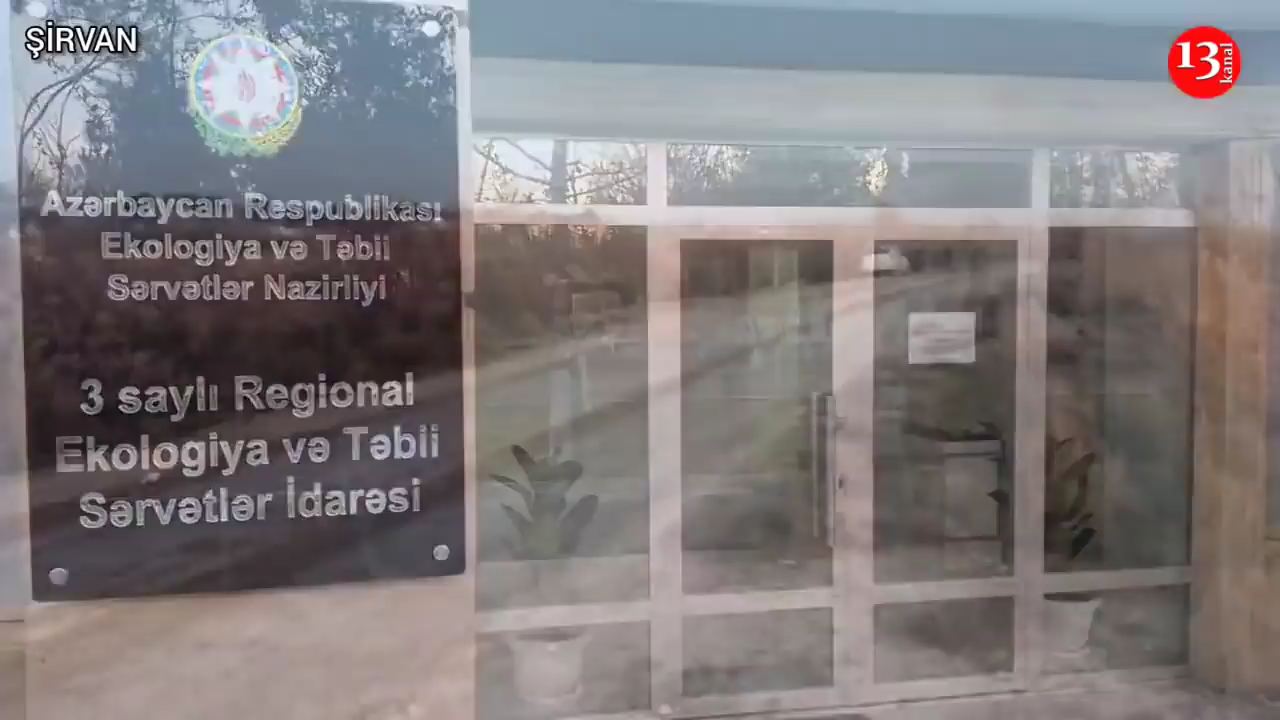 ŞİRVAN
13
kanal
Azərbaycan Respublikası
Ekologiya və Təbii
Sərvətlər Nazirliyi
3 saylı Regional
Ekologiya və Təbii
Sərvətlər İdarəsi